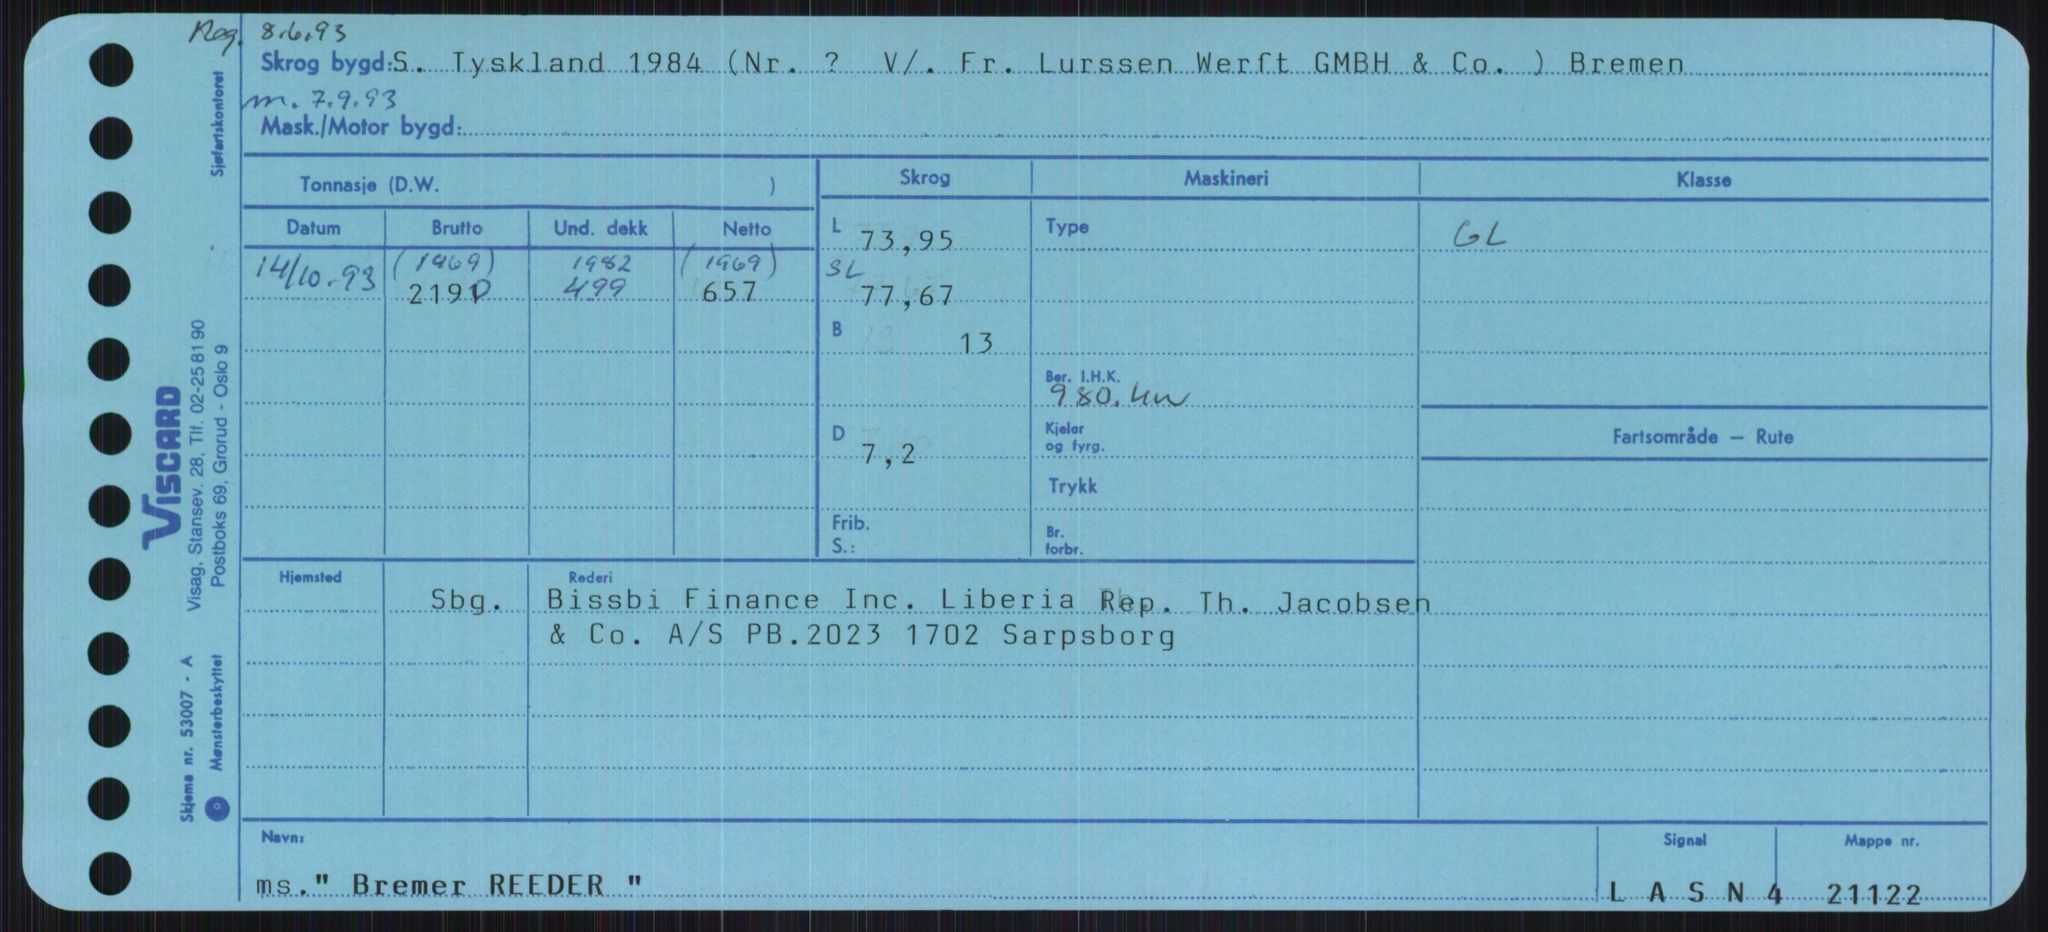 Reg. 8.6.93
Skrog bygd: S. Tyskland 1984 (Nr. ? V/. Fr. Lurssen Werft GMBH & Co. ) Bremen
m. 7.9.93
Mask./Motor bygd:
Sjøfartskontoret
Tonnasje (D.W. )
Skrog
Maskineri
Klasse
Datum Brutto Und. dekk Netto
L 73,95
Type
GL
14/10.93 (1969) 1982 (1969)
2190 499 657
SL
77,67
B 13
Ber. I.H.K.
980. kw
D 7,2
Kjeler
og fyrg.
Fartsområde — Rute
Trykk
Frib.
S.:
Br.
forbr.
Hjemsted
Rederi
Sbg. Bissbi Finance Inc. Liberia Rep. Th. Jacobsen
& Co. A/S PB.2023 1702 Sarpsborg
VISCARD
Visag, Stansev. 28, Tlf. 02-25 81 90
Postboks 69, Grorud - Oslo 9
Skjema nr. 53007 - A
Mønsterbeskyttet
Navn:
Signal
Mappe nr.
ms." Bremer REEDER "
L A S N 4
21122